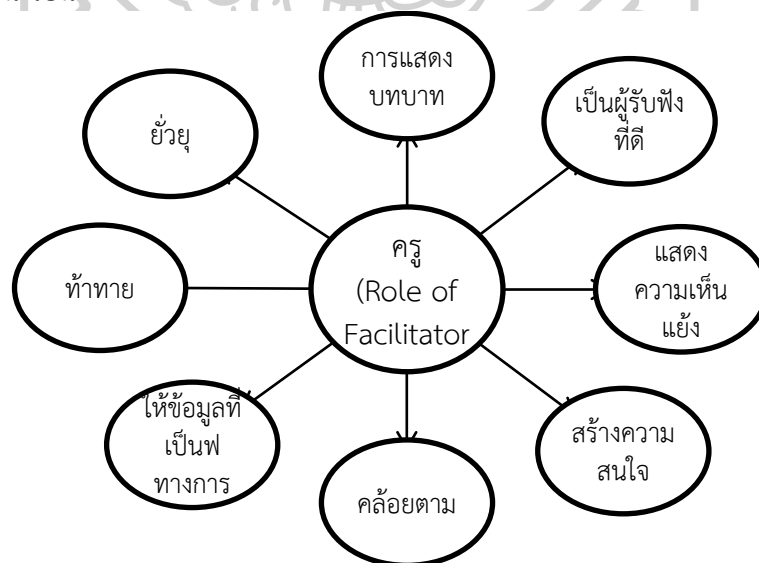 การแสดง
บทบาท
เป็นผู้รับฟัง
ที่ดี
ยั่วยุ
ครู
(Role of
Facilitator
แสดง
ความเห็น
แย้ง
ท้าทาย
ให้ข้อมูลที่
เป็นฟ
ทางการ
สร้างความ
สนใจ
คล้อยตาม